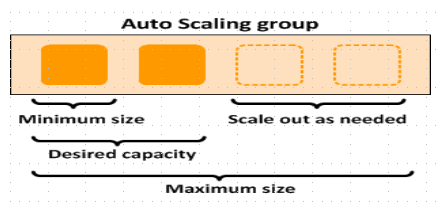 Auto Scaling group
Minimum size
Scale out as needed
Desired capacity
Maximum size